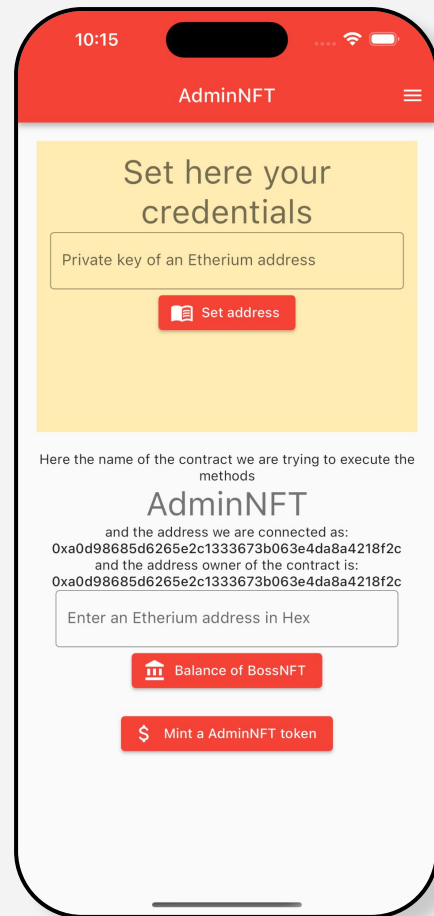 10:15
AdminNFT
Set here your
credentials
Private key of an Etherium address
Set address
Here the name of the contract we are trying to execute the
methods
AdminNFT
and the address we are connected as:
0xa0d98685d6265e2c1333673b063e4da8a4218f2c
and the address owner of the contract is:
0xa0d98685d6265e2c1333673b063e4da8a4218f2c
Enter an Etherium address in Hex
Balance of BossNFT
$ Mint a AdminNFT token